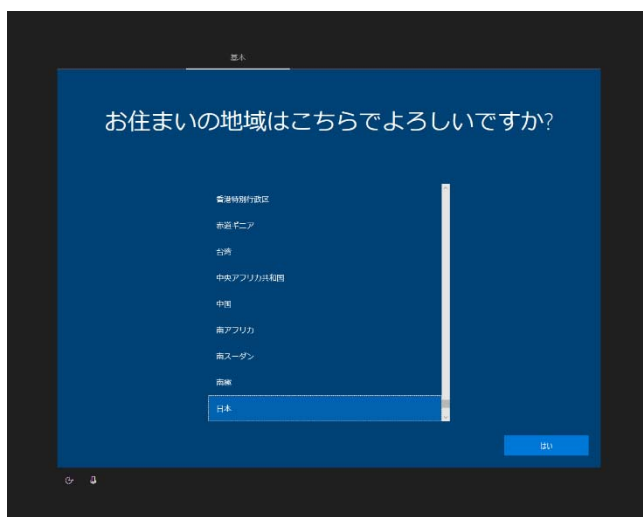 基本
お住まいの地域はこちらでよろしいですか?
香港特別行政区
赤道ギニア
台湾
中央アフリカ共和国
中国
南アフリカ
南スーダン
南極
日本
はい